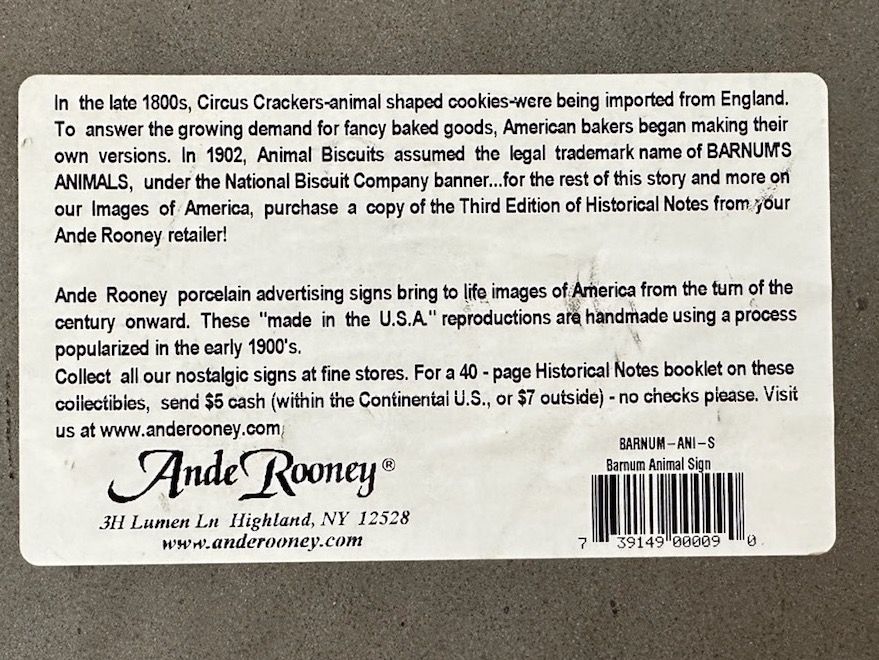 In the late 1800s, Circus Crackers-animal shaped cookies-were being imported from England.
To answer the growing demand for fancy baked goods, American bakers began making their
own versions. In 1902, Animal Biscuits assumed the legal trademark name of BARNUM'S
ANIMALS, under the National Biscuit Company banner...for the rest of this story and more on
our Images of America, purchase a copy of the Third Edition of Historical Notes from your
Ande Rooney retailer!
Ande Rooney porcelain advertising signs bring to life images of America from the turn of the
century onward. These "made in the U.S.A." reproductions are handmade using a process
popularized in the early 1900's.
Collect all our nostalgic signs at fine stores. For a 40 - page Historical Notes booklet on these
collectibles, send $5 cash (within the Continental U.S., or $7 outside) - no checks please. Visit
us at www.anderooney.com
Ande Rooney®
3H Lumen Ln Highland, NY 12528
www.anderooney.com
BARNUM-ANI-S
Barnum Animal Sign
7 39149 00009 0